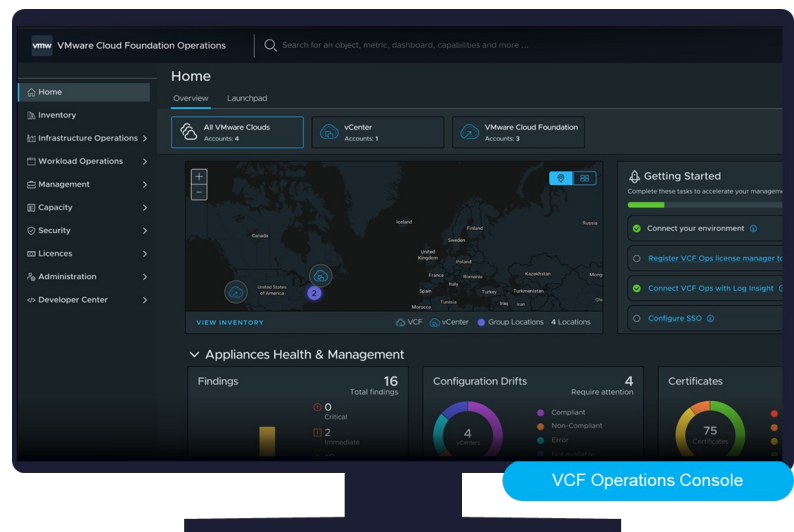 vmw VMware Cloud Foundation Operations
Search for an object, metric, dashboard, capabilities and more ...
Home
Inventory
Infrastructure Operations
Workload Operations
Management
Capacity
Security
Licences
Administration
Developer Center
Home
Overview Launchpad
All VMware Clouds
Accounts: 4
vCenter
Accounts: 1
VMware Cloud Foundation
Accounts: 3
+
−
Canada
Iceland
Finland
Russia
Sweden
United
Kingdom
Poland
France
Romania
Kazakhstan
Mong
Italy
United States
of America
2
Spain
Turkey
Turkmenistan
Tunisia
Morocco
Iraq
Iran
Chi
VIEW INVENTORY
VCF vCenter Group Locations 4 Locations
Getting Started
Complete these tasks to accelerate your managem
Connect your environment
Register VCF Ops license manager to
Connect VCF Ops with Log Insight
Configure SSO
Appliances Health & Management
Findings
16
Total findings
0
Critical
2
Immediate
Configuration Drifts
4
Require attention
4
vCenters
Compliant
Non-Compliant
Error
Certificates
75
Certificates
VCF Operations Console